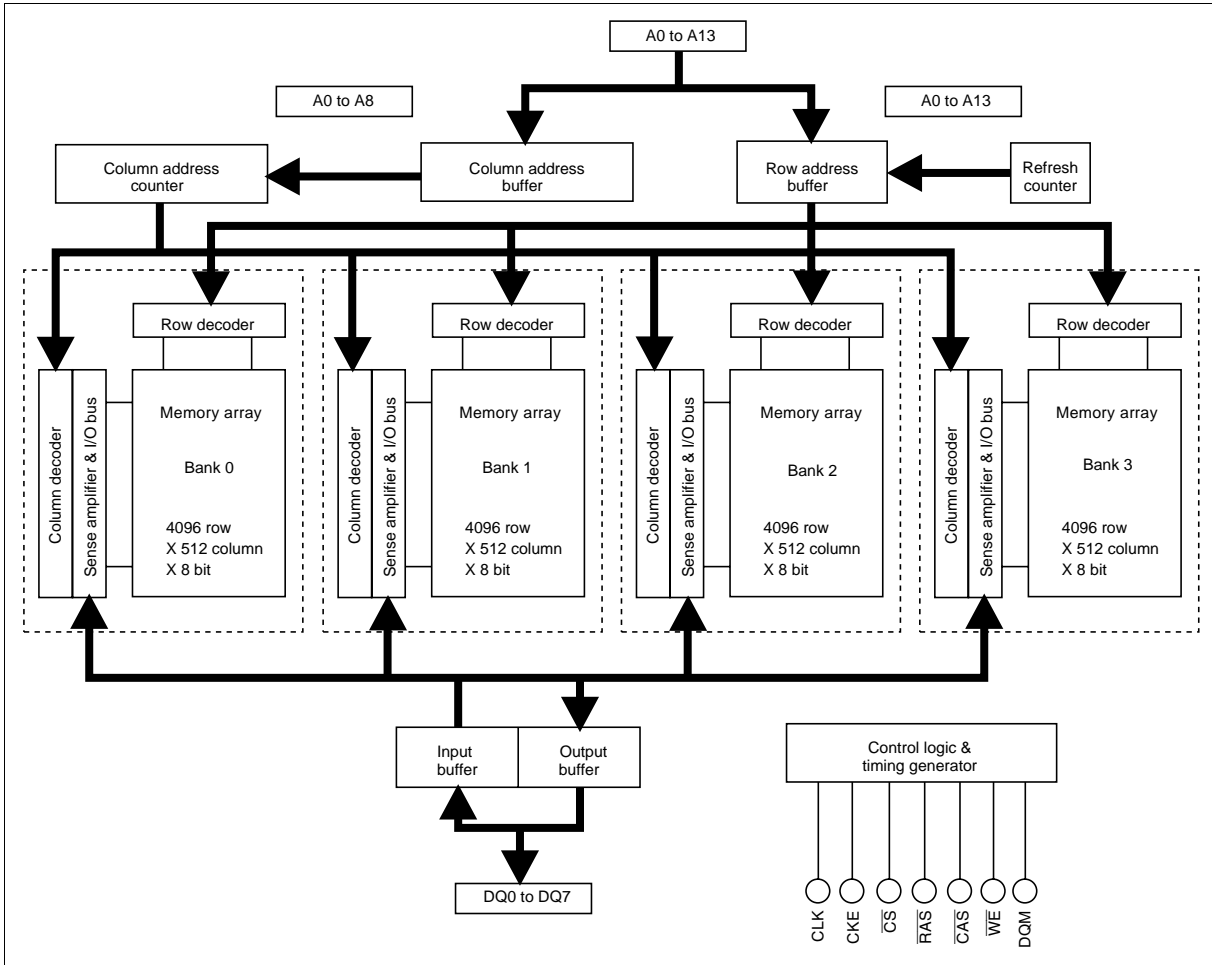 A0 to A13
A0 to A8
A0 to A13
Column address
counter
Column address
buffer
Row address
buffer
Refresh
counter
Row decoder
Row decoder
Row decoder
Row decoder
Column decoder
Sense amplifier & I/O bus
Memory array
Bank 0
4096 row
X 512 column
X 8 bit
Column decoder
Sense amplifier & I/O bus
Memory array
Bank 1
4096 row
X 512 column
X 8 bit
Column decoder
Sense amplifier & I/O bus
Memory array
Bank 2
4096 row
X 512 column
X 8 bit
Column decoder
Sense amplifier & I/O bus
Memory array
Bank 3
4096 row
X 512 column
X 8 bit
Input
buffer
Output
buffer
Control logic &
timing generator
DQ0 to DQ7
CLK
CKE
C̅S̅
R̅A̅S̅
C̅A̅S̅
W̅E̅
DQM